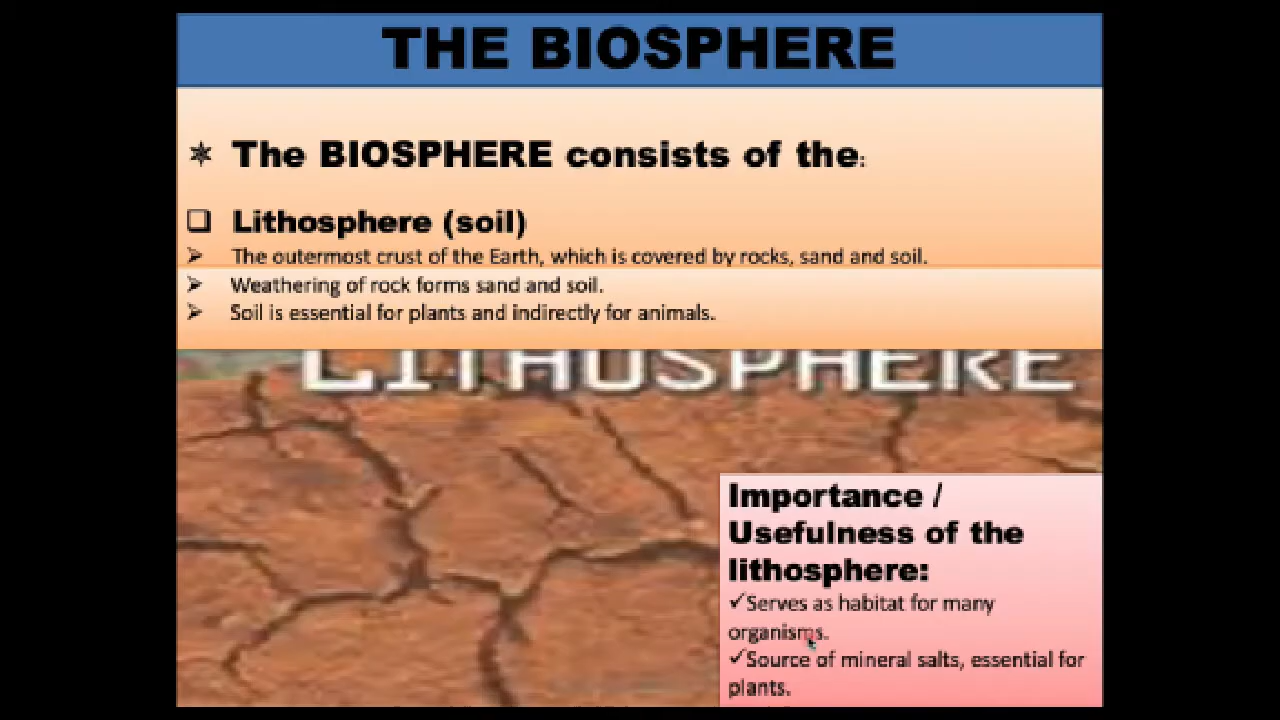 THE BIOSPHERE
✶ The BIOSPHERE consists of the:
❑ Lithosphere (soil)
➢ The outermost crust of the Earth, which is covered by rocks, sand and soil.
➢ Weathering of rock forms sand and soil.
➢ Soil is essential for plants and indirectly for animals.
LITHOSPHERE
Importance /
Usefulness of the
lithosphere:
✓Serves as habitat for many
organisms.
✓Source of mineral salts, essential for
plants.